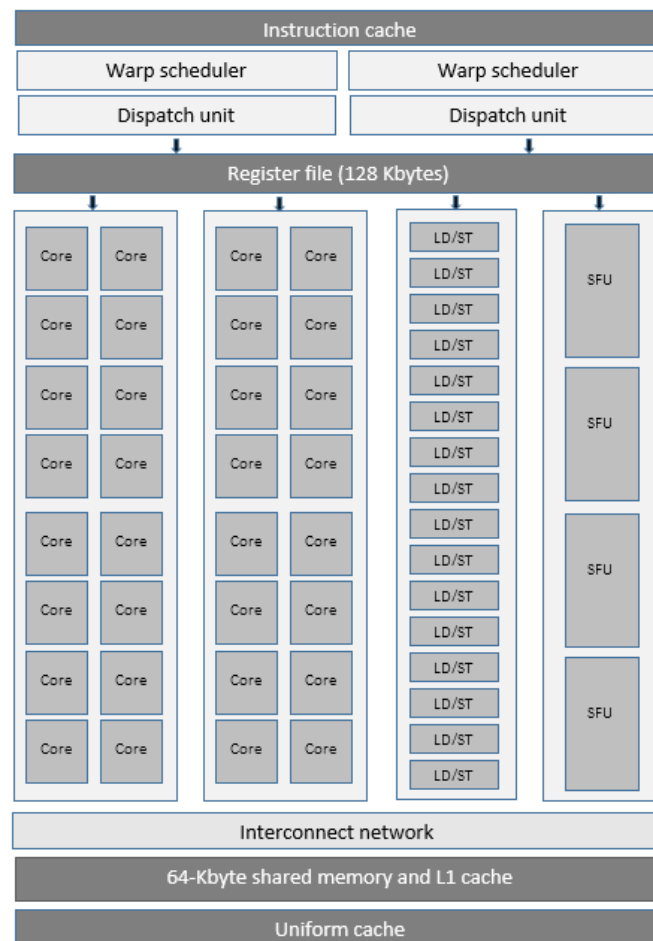 Instruction cache
Warp scheduler Warp scheduler
Dispatch unit Dispatch unit
Register file (128 Kbytes)
Core Core Core Core LD/ST SFU
LD/ST
Core Core Core Core LD/ST
LD/ST
Core Core Core Core LD/ST SFU
LD/ST
Core Core Core Core LD/ST
LD/ST
Core Core Core Core LD/ST SFU
LD/ST
Core Core Core Core LD/ST
LD/ST
Core Core Core Core LD/ST SFU
LD/ST
Core Core Core Core LD/ST
LD/ST
Interconnect network
64-Kbyte shared memory and L1 cache
Uniform cache